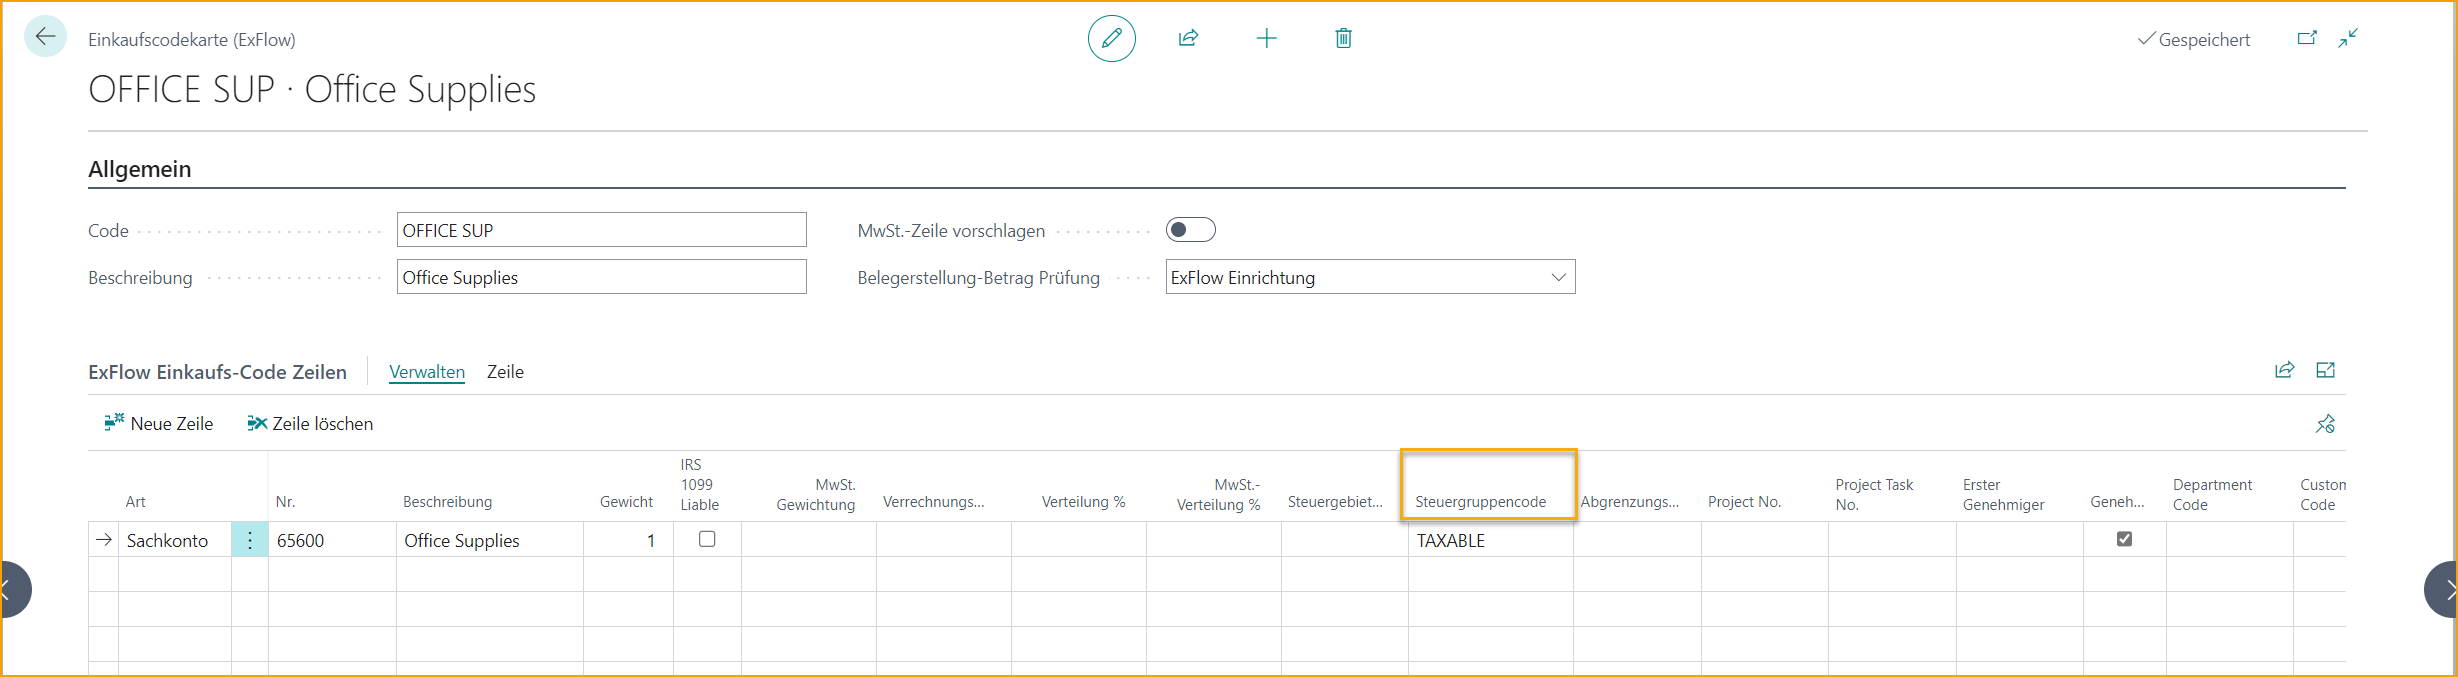 Einkaufscodekarte (ExFlow)
Gespeichert
OFFICE SUP · Office Supplies
Allgemein
Code OFFICE SUP
MwSt.-Zeile vorschlagen
Beschreibung Office Supplies
Belegerstellung-Betrag Prüfung ExFlow Einrichtung
ExFlow Einkaufs-Code Zeilen Verwalten Zeile
Neue Zeile Zeile löschen
Art
Nr.
Beschreibung
Gewicht
IRS
1099
Liable
MwSt.
Gewichtung
Verrechnungs...
Verteilung %
MwSt.-
Verteilung %
Steuergebiet...
Steuergruppencode
Abgrenzungs...
Project No.
Project Task
No.
Erster
Genehmiger
Geneh...
Department
Code
Custom
Code
Sachkonto 65600 Office Supplies 1 TAXABLE